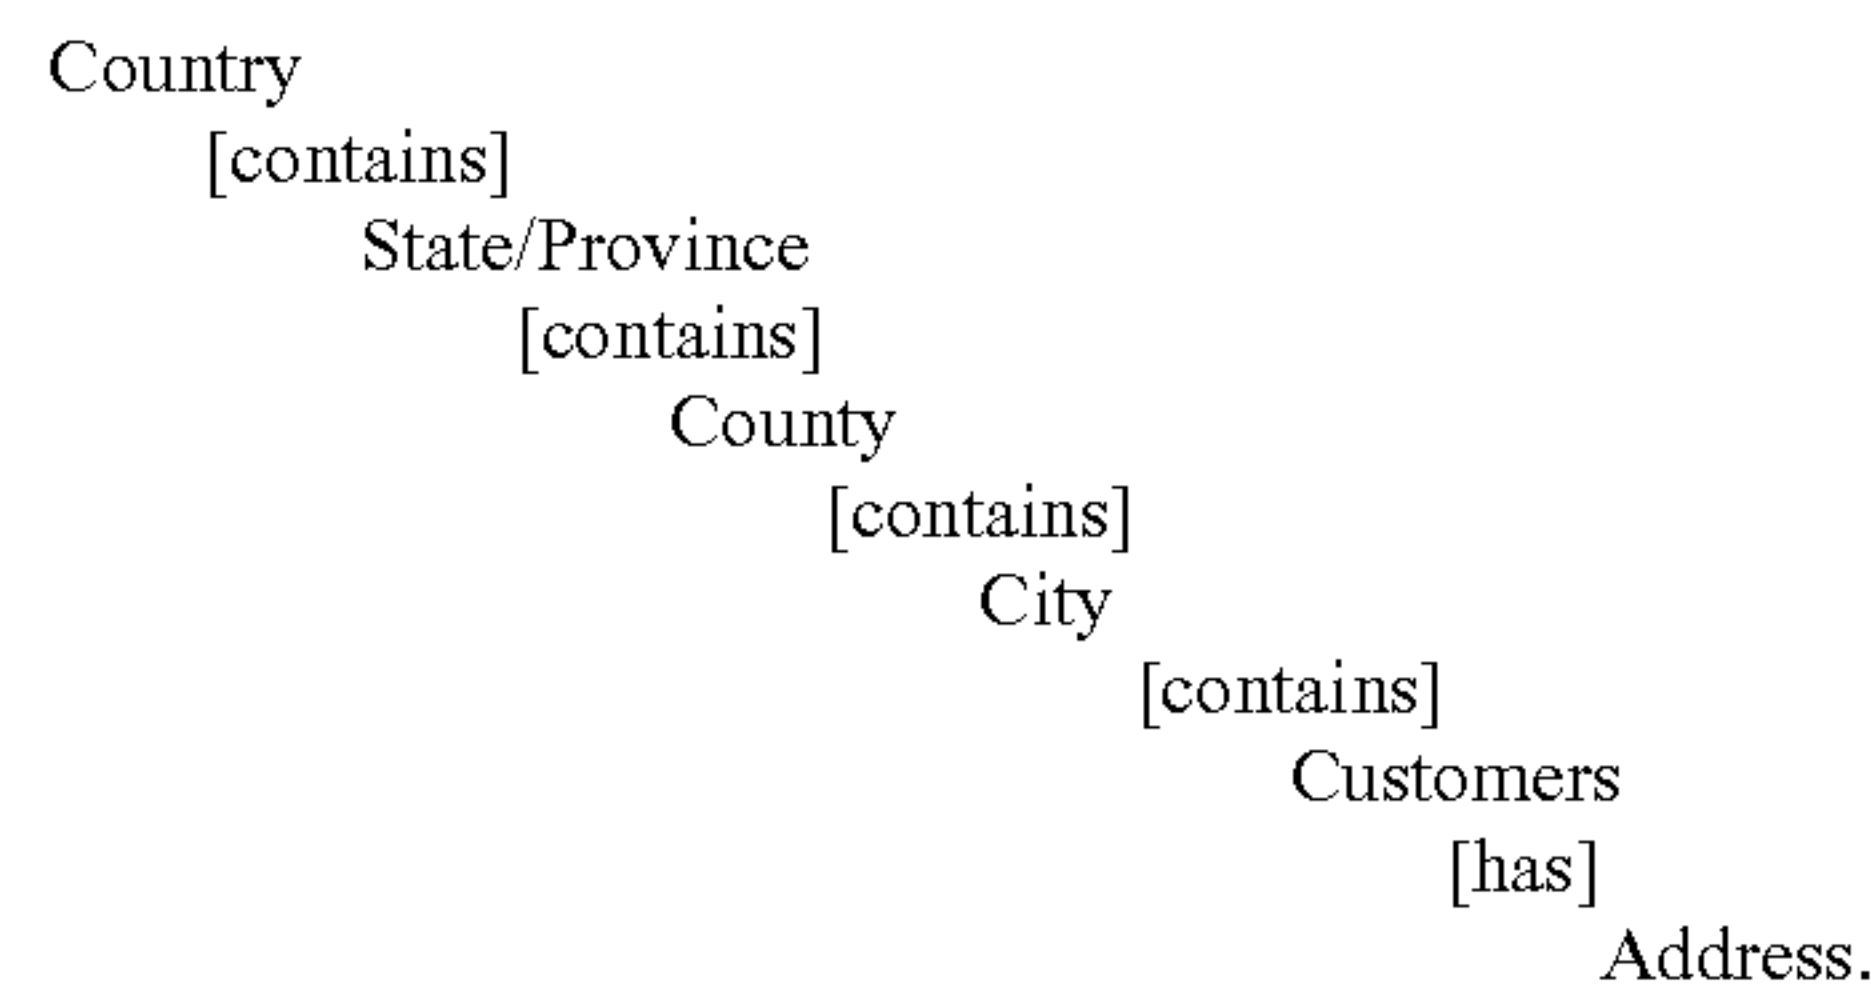 Country
[contains]
State/Province
[contains]
County
[contains]
City
[contains]
Customers
[has]
Address.